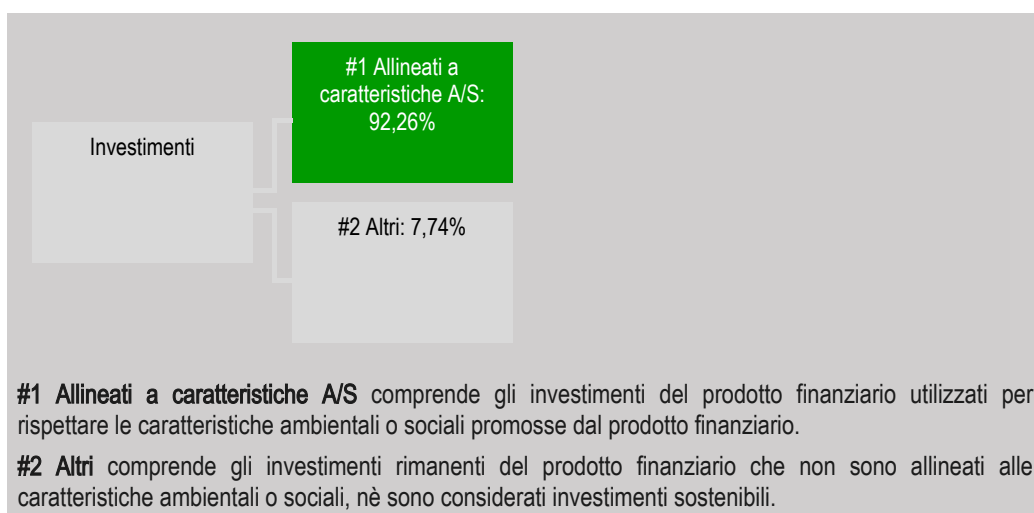 #1 Allineati a
caratteristiche A/S:
92,26%
Investimenti
#2 Altri: 7,74%
#1 Allineati a caratteristiche A/S comprende gli investimenti del prodotto finanziario utilizzati per
rispettare le caratteristiche ambientali o sociali promosse dal prodotto finanziario.
#2 Altri comprende gli investimenti rimanenti del prodotto finanziario che non sono allineati alle
caratteristiche ambientali o sociali, nè sono considerati investimenti sostenibili.